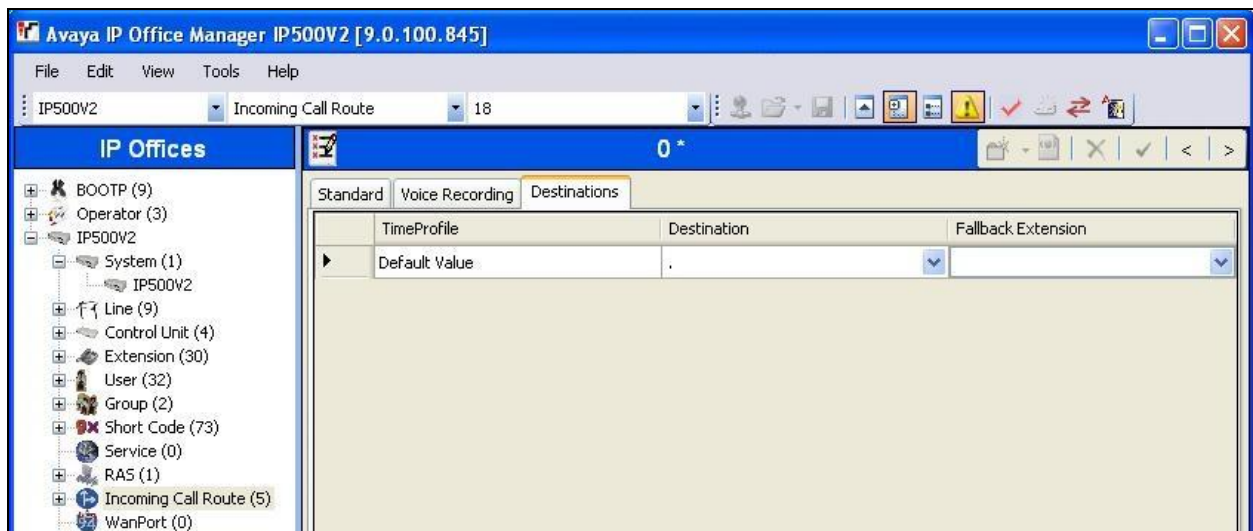 Avaya IP Office Manager IP500V2 [9.0.100.845]
File Edit View Tools Help
IP500V2 Incoming Call Route 18
IP Offices
0 *
BOOTP (9)
Operator (3)
IP500V2
System (1)
IP500V2
Line (9)
Control Unit (4)
Extension (30)
User (32)
Group (2)
Short Code (73)
Service (0)
RAS (1)
Incoming Call Route (5)
WanPort (0)
Standard Voice Recording Destinations
TimeProfile Destination Fallback Extension
Default Value .